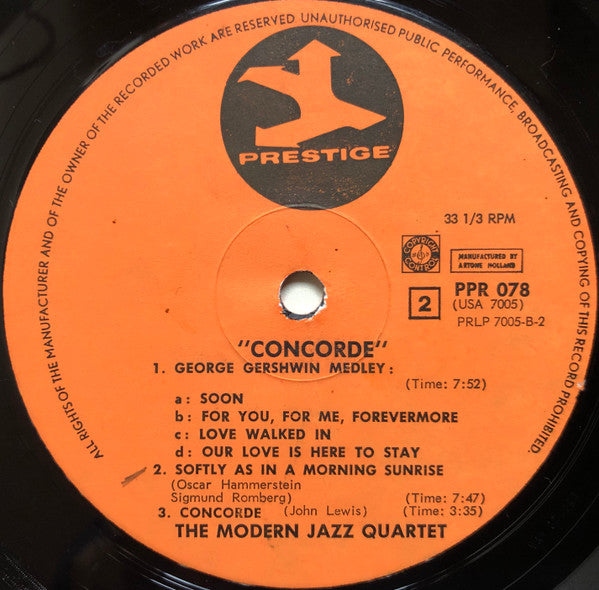 ALL RIGHTS OF THE MANUFACTURER AND OF THE OWNER OF THE RECORDED WORK ARE RESERVED UNAUTHORISED PUBLIC PERFORMANCE, BROADCASTING AND COPYING OF THIS RECORD PROHIBITED.
PRESTIGE
33 1/3 RPM
COPYRIGHT
CONTROL
MANUFACTURED BY
ARTONE HOLLAND
2
PPR 078
(USA 7005)
PRLP 7005-B-2
"CONCORDE"
1. GEORGE GERSHWIN MEDLEY:
(Time: 7:52)
a: SOON
b: FOR YOU, FOR ME, FOREVERMORE
c: LOVE WALKED IN
d: OUR LOVE IS HERE TO STAY
2. SOFTLY AS IN A MORNING SUNRISE
(Oscar Hammerstein
Sigmund Romberg) (Time: 7:47)
3. CONCORDE (John Lewis) (Time: 3:35)
THE MODERN JAZZ QUARTET